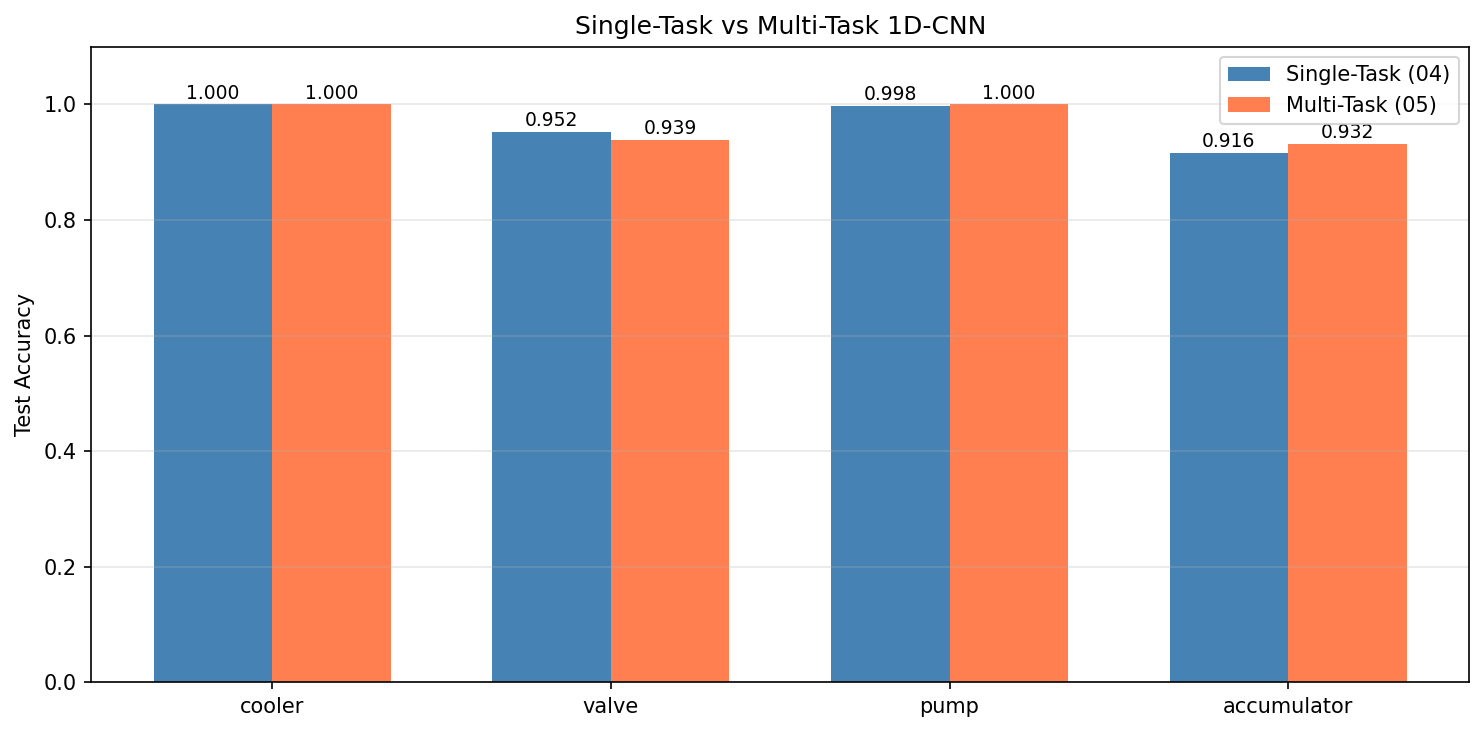 Single-Task vs Multi-Task 1D-CNN
Single-Task (04)
Multi-Task (05)
Test Accuracy
1.0
0.8
0.6
0.4
0.2
0.0
1.000
1.000
0.952
0.939
0.998
1.000
0.916
0.932
cooler
valve
pump
accumulator